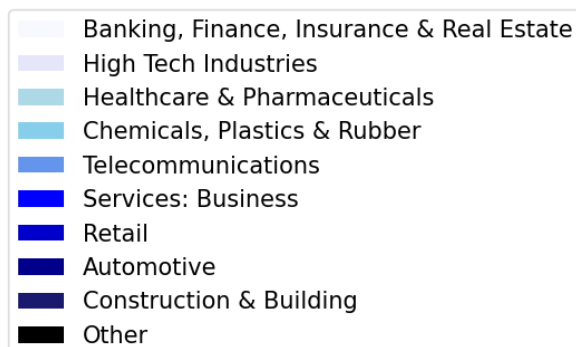 Banking, Finance, Insurance & Real Estate
High Tech Industries
Healthcare & Pharmaceuticals
Chemicals, Plastics & Rubber
Telecommunications
Services: Business
Retail
Automotive
Construction & Building
Other